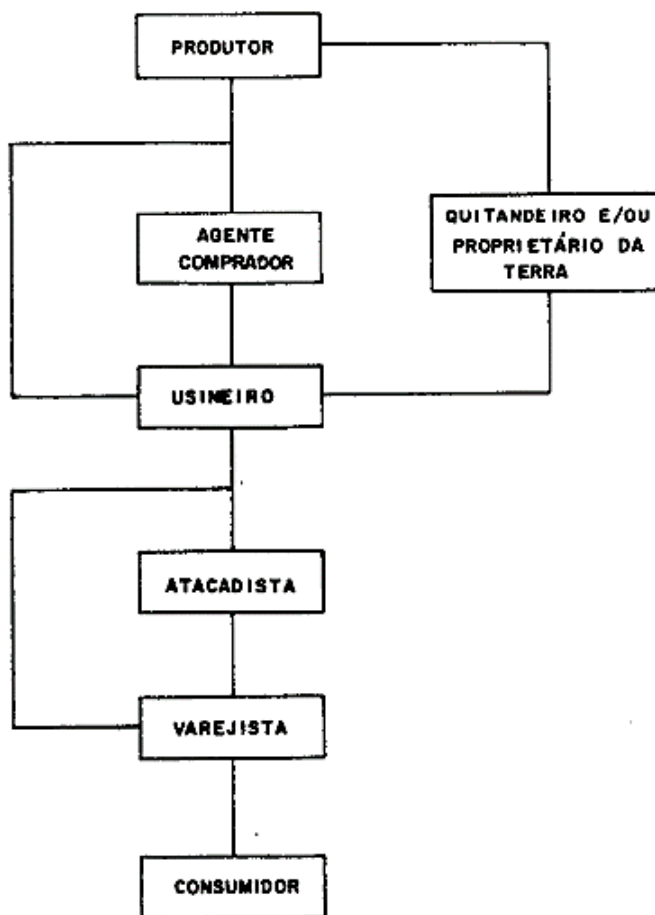 PRODUTOR
AGENTE
COMPRADOR
QUITANDEIRO E/OU
PROPRIETÁRIO DA
TERRA
USINEIRO
ATACADISTA
VAREJISTA
CONSUMIDOR